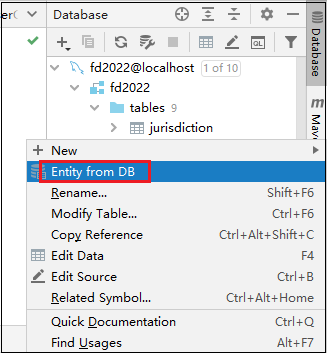 Database
fd2022@localhost 1 of 10
fd2022
tables 9
jurisdiction
New
Entity from DB
Rename... Shift+F6
Modify Table... Ctrl+F6
Copy Reference Ctrl+Alt+Shift+C
Edit Data F4
Edit Source Ctrl+B
Related Symbol... Ctrl+Alt+Home
Quick Documentation Ctrl+Q
Find Usages Alt+F7
Database
m Mave
QL